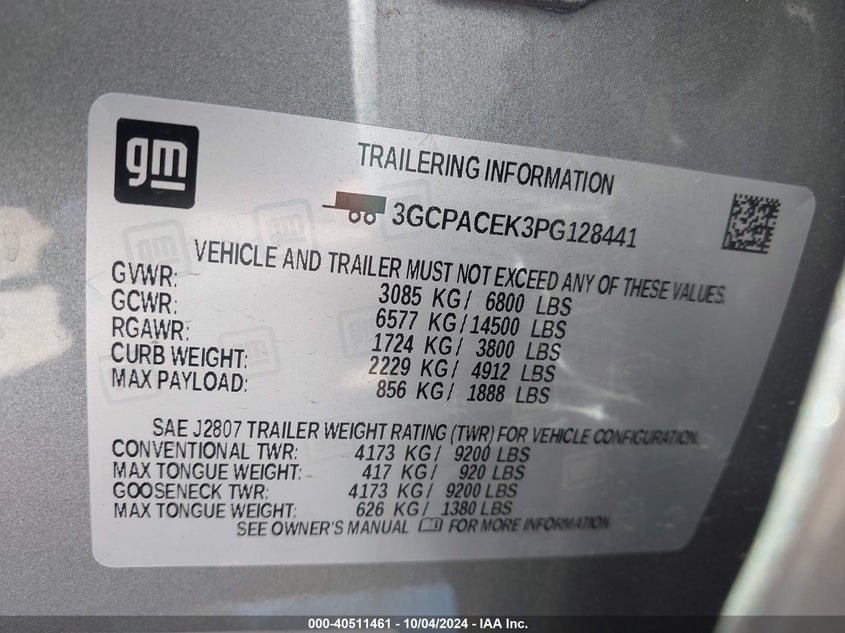 gm
TRAILERING INFORMATION
3GCPACEK3PG128441
VEHICLE AND TRAILER MUST NOT EXCEED ANY OF THESE VALUES.
GVWR: 3085 KG/ 6800 LBS
GCWR: 6577 KG/14500 LBS
RGAWR: 1724 KG/ 3800 LBS
CURB WEIGHT: 2229 KG/ 4912 LBS
MAX PAYLOAD: 856 KG/ 1888 LBS
SAE J2807 TRAILER WEIGHT RATING (TWR) FOR VEHICLE CONFIGURATION.
CONVENTIONAL TWR: 4173 KG/ 9200 LBS
MAX TONGUE WEIGHT: 417 KG/ 920 LBS
GOOSENECK TWR: 4173 KG/ 9200 LBS
MAX TONGUE WEIGHT: 626 KG/ 1380 LBS
SEE OWNER'S MANUAL FOR MORE INFORMATION
000-40511461 - 10/04/2024 - IAA Inc.